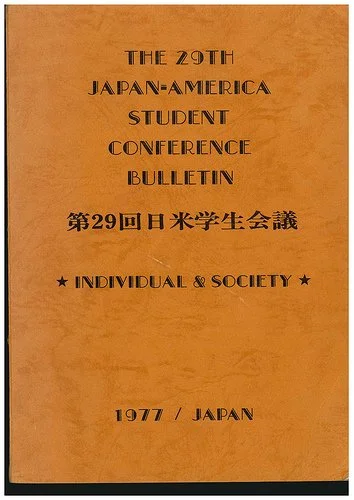 THE 29TH
JAPAN-AMERICA
STUDENT
CONFERENCE
BULLETIN
第29回日米学生会議
★ INDIVIDUAL & SOCIETY ★
1977 / JAPAN